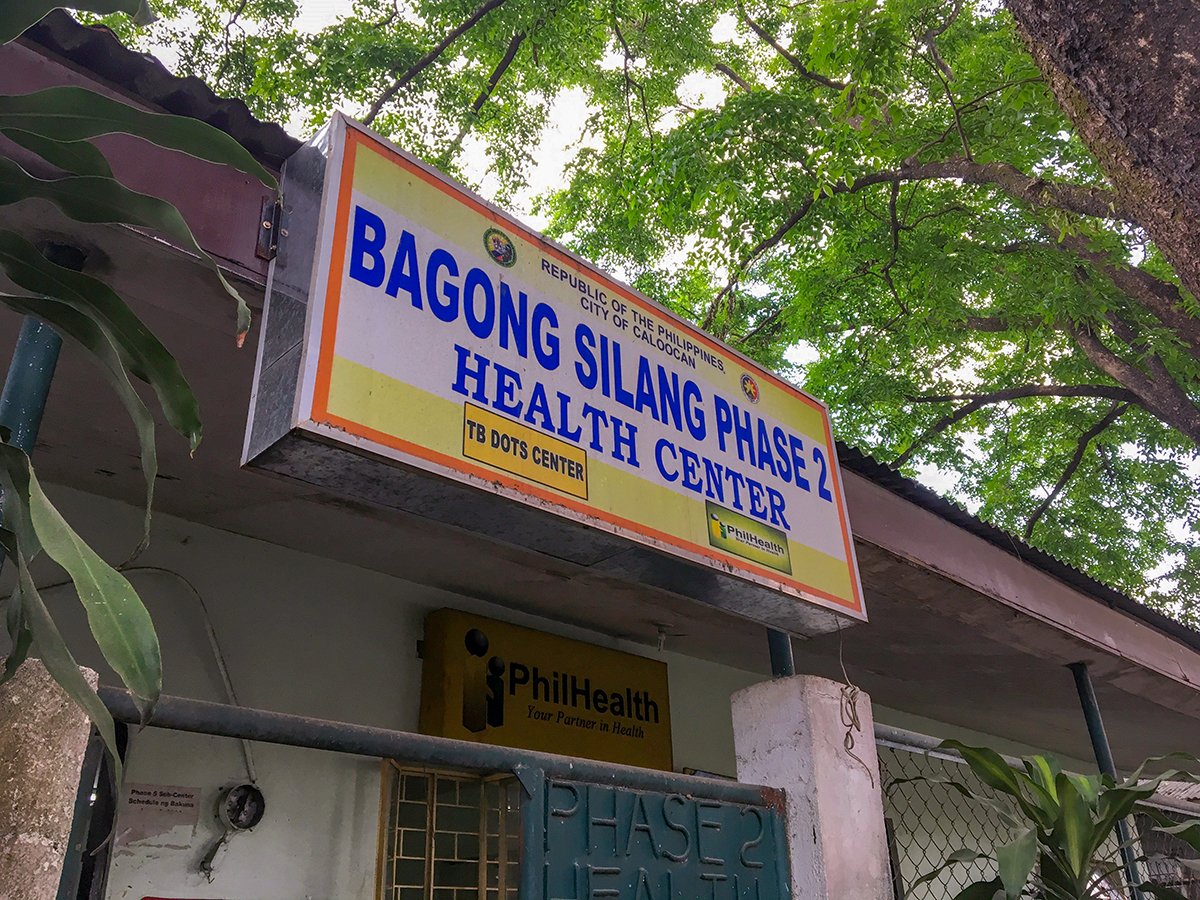 REPUBLIC OF THE PHILIPPINES,
CITY OF CALOOCAN
BAGONG SILANG PHASE 2
HEALTH CENTER
TB DOTS CENTER
PhilHealth
PhilHealth
Your Partner in Health
Phase 5 Sub-Center
Schedule ng Bakuna
PHASE 2
HEALTH